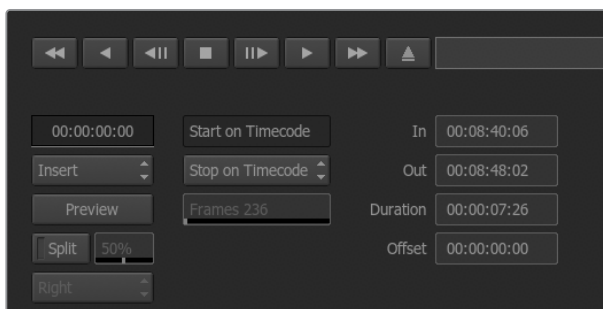 00:00:00:00 Start on Timecode In 00:08:40:06
Insert Stop on Timecode Out 00:08:48:02
Preview Frames 236 Duration 00:00:07:26
Split 50% Offset 00:00:00:00
Right